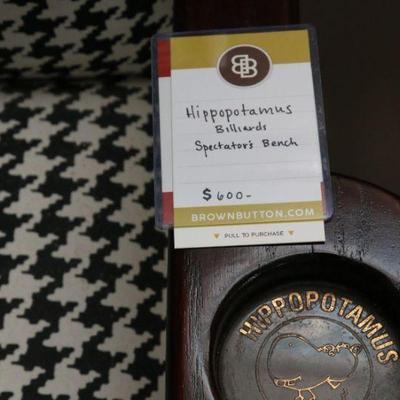 BB
Hippopotamus
Billiards
Spectator's Bench
$600-
BROWNBUTTON.COM
▼ PULL TO PURCHASE ▼
HIPPOPOTAMUS